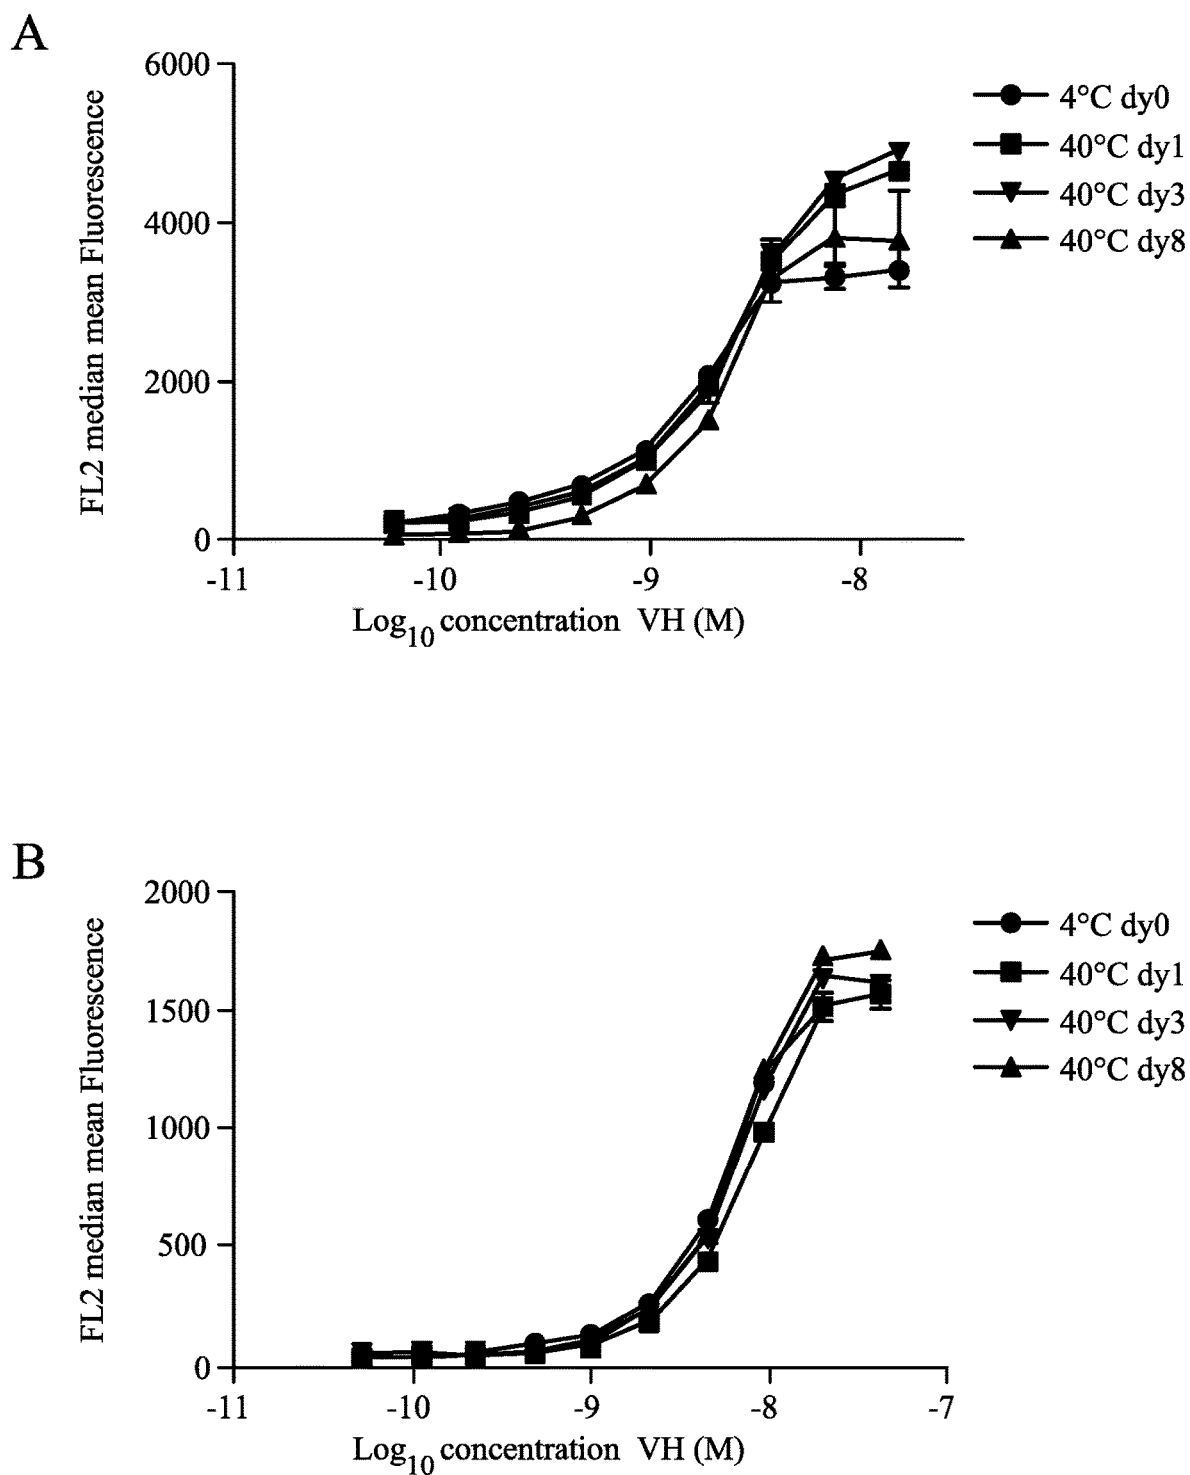 A
6000
4000
2000
0
FL2 median mean Fluorescence
-11
-10
-9
-8
Log10 concentration VH (M)
4°C dy0
40°C dy1
40°C dy3
40°C dy8
B
2000
1500
1000
500
0
FL2 median mean Fluorescence
-11
-10
-9
-8
-7
Log10 concentration VH (M)
4°C dy0
40°C dy1
40°C dy3
40°C dy8